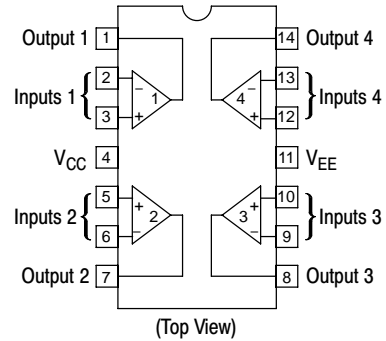 Output 1 1 14 Output 4
Inputs 1 2 − 1 − 13 Inputs 4
3 + 4 + 12
VCC 4 11 VEE
Inputs 2 5 + 2 + 10 Inputs 3
6 − 3 − 9
Output 2 7 8 Output 3
(Top View)